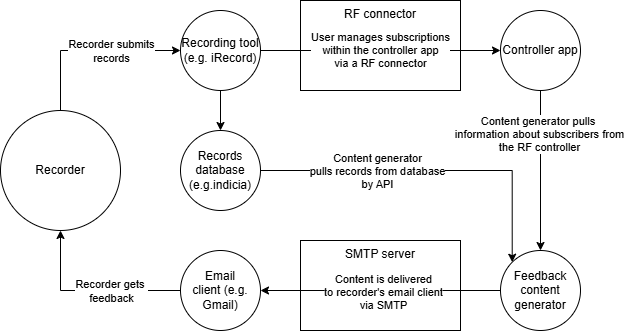 RF connector
Recorder submits
records
Recording tool
(e.g. iRecord)
User manages subscriptions
within the controller app
via a RF connector
Controller app
Content generator pulls
information about subscribers from
the RF controller
Recorder
Records
database
(e.g.indicia)
Content generator
pulls records from database
by API
SMTP server
Recorder gets
feedback
Email
client (e.g.
Gmail)
Content is delivered
to recorder's email client
via SMTP
Feedback
content
generator